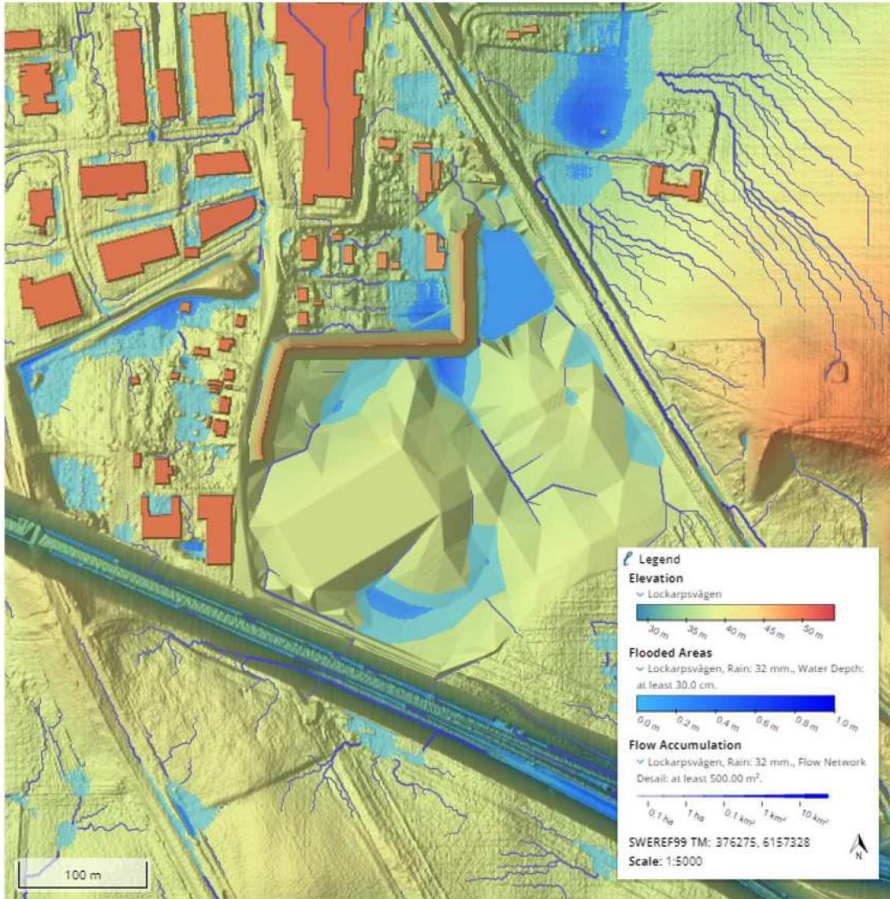 Legend
Elevation
Lockarpsvägen
30 m 35 m 40 m 45 m 50 m
Flooded Areas
Lockarpsvägen, Rain: 32 mm., Water Depth:
at least 30.0 cm.
0.0 m 0.2 m 0.4 m 0.6 m 0.8 m 1.0 m
Flow Accumulation
Lockarpsvägen, Rain: 32 mm., Flow Network
Detail: at least 500.00 m².
0.1 ha 1 ha 0.1 km² 1 km² 10 km²
SWEREF99 TM: 376275, 6157328
Scale: 1:5000
N
100 m